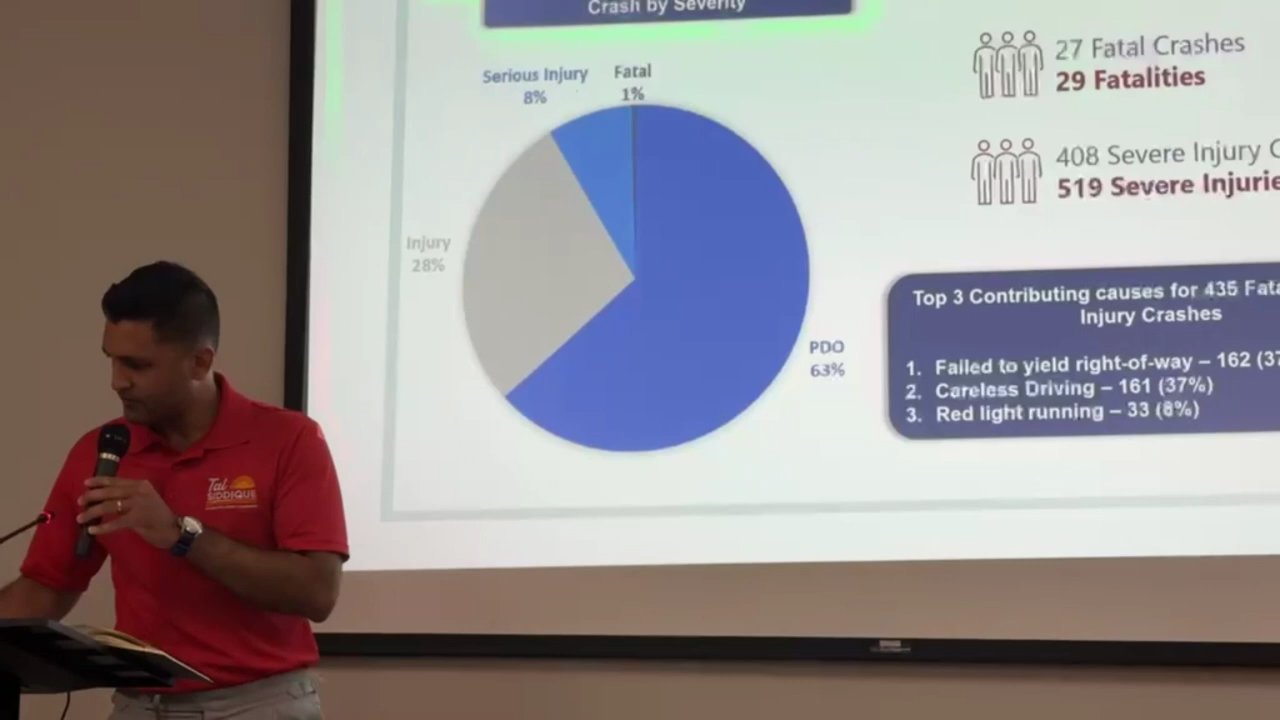 Crash by Severity
Serious Injury
8%
Fatal
1%
Injury
28%
PDO
63%
27 Fatal Crashes
29 Fatalities
408 Severe Injury C
519 Severe Injurie
Top 3 Contributing causes for 435 Fata
Injury Crashes
1. Failed to yield right-of-way – 162 (37
2. Careless Driving – 161 (37%)
3. Red light running – 33 (8%)
Tal
SIDDIQUE